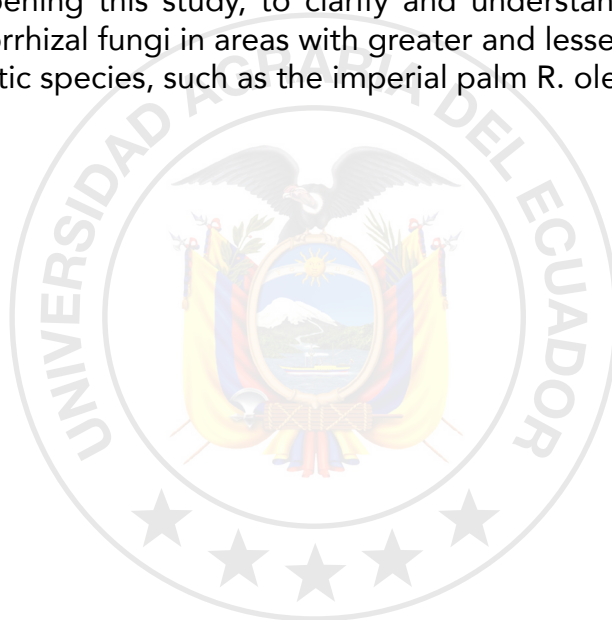 pening this study, to clarify and understan
orrhizal fungi in areas with greater and lesse
tic species, such as the imperial palm R. ole
UNIVERSIDAD AGRARIA DEL ECUADOR